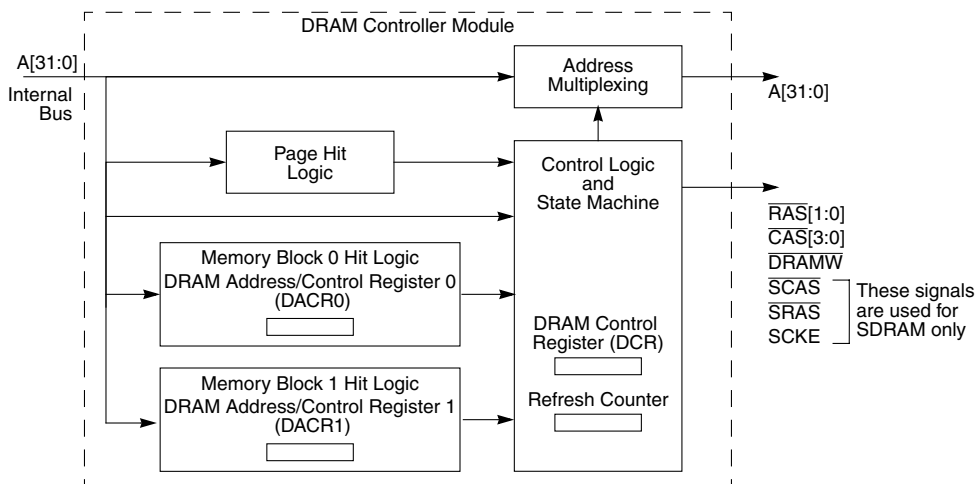 DRAM Controller Module
A[31:0]
Internal
Bus
Address
Multiplexing
A[31:0]
Page Hit
Logic
Control Logic
and
State Machine
RAS[1:0]
CAS[3:0]
DRAMW
SCAS
SRAS
SCKE
These signals
are used for
SDRAM only
Memory Block 0 Hit Logic
DRAM Address/Control Register 0
(DACR0)
DRAM Control
Register (DCR)
Refresh Counter
Memory Block 1 Hit Logic
DRAM Address/Control Register 1
(DACR1)